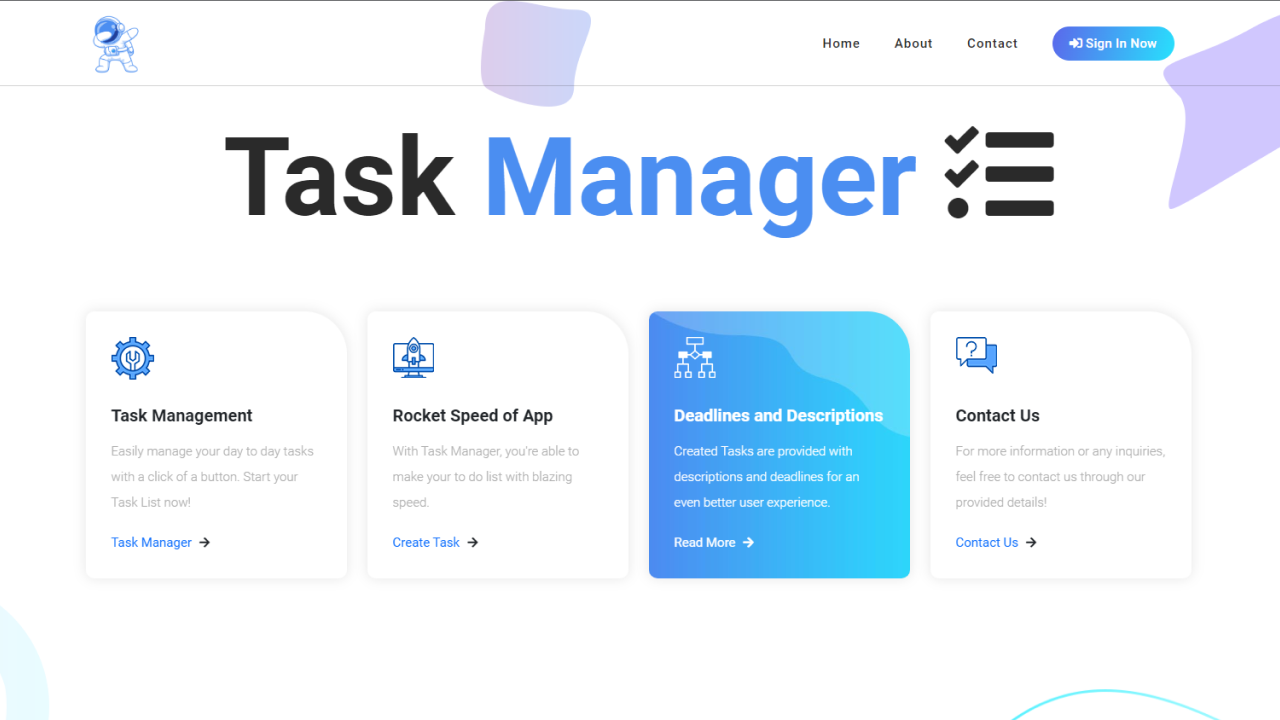 Home About Contact Sign In Now
Task Manager
Task Management
Easily manage your day to day tasks
with a click of a button. Start your
Task List now!
Task Manager
Rocket Speed of App
With Task Manager, you're able to
make your to do list with blazing
speed.
Create Task
Deadlines and Descriptions
Created Tasks are provided with
descriptions and deadlines for an
even better user experience.
Read More
Contact Us
For more information or any inquiries,
feel free to contact us through our
provided details!
Contact Us